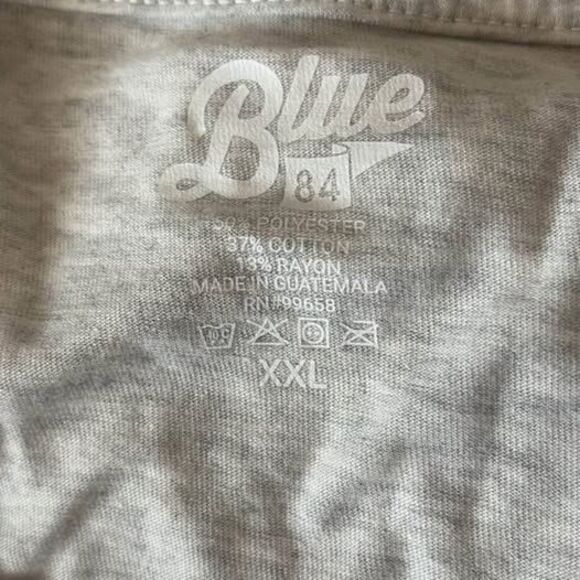 Blue
84
50% POLYESTER
37% COTTON
13% RAYON
MADE IN GUATEMALA
RN#99658
XXL